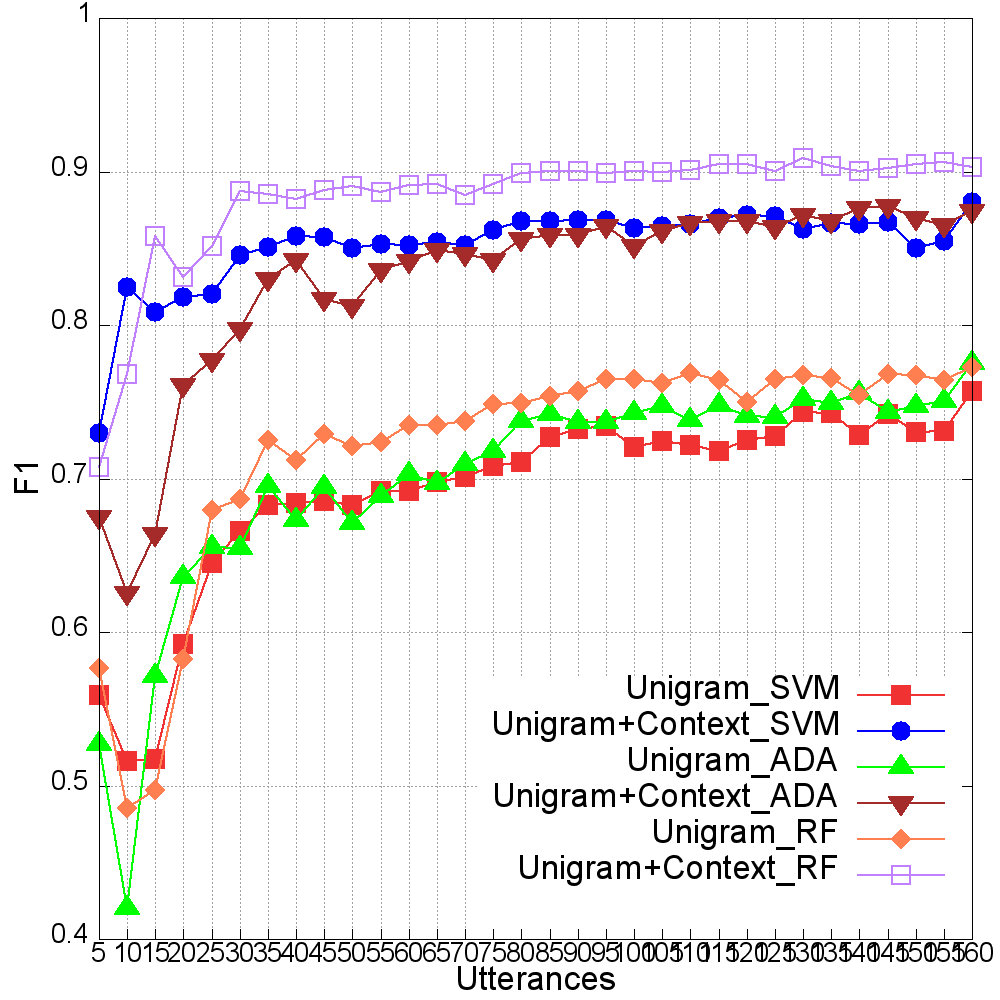 1
0.9
0.8
0.7
0.6
0.5
0.4
F1
Unigram_SVM
Unigram+Context_SVM
Unigram_ADA
Unigram+Context_ADA
Unigram_RF
Unigram+Context_RF
5 10 15 20 25 30 35 40 45 50 55 60 65 70 75 80 85 90 95 100 105 110 115 120 125 130 135 140 145 150 155 160
Utterances